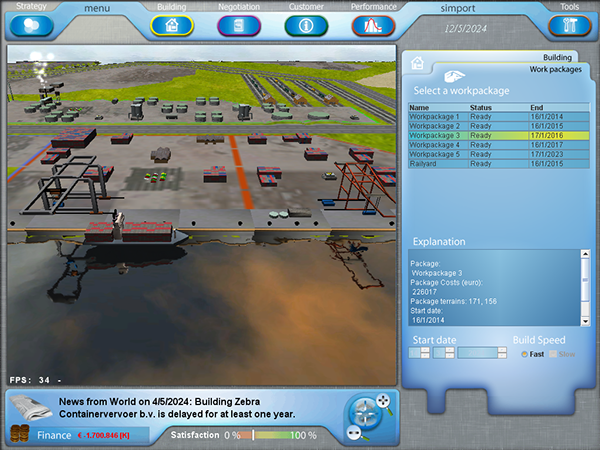 Strategy
menu
Building
Negotiation
Customer
Performance
simport
Tools
12/5/2024
Building
Work packages
Select a workpackage
Name Status End
Workpackage 1 Ready 16/1/2014
Workpackage 2 Ready 16/1/2015
Workpackage 3 Ready 17/1/2016
Workpackage 4 Ready 16/1/2017
Workpackage 5 Ready 17/1/2023
Railyard Ready 16/1/2015
Explanation
Package:
Workpackage 3
Package Costs (euro):
226017
Package terrains: 171, 156
Start date:
16/1/2014
Start date Build Speed
Fast Slow
FPS: 34 -
News from World on 4/5/2024: Building Zebra
Containervervoer b.v. is delayed for at least one year.
Finance € -1.700.846 [K] Satisfaction 0 % 100 %